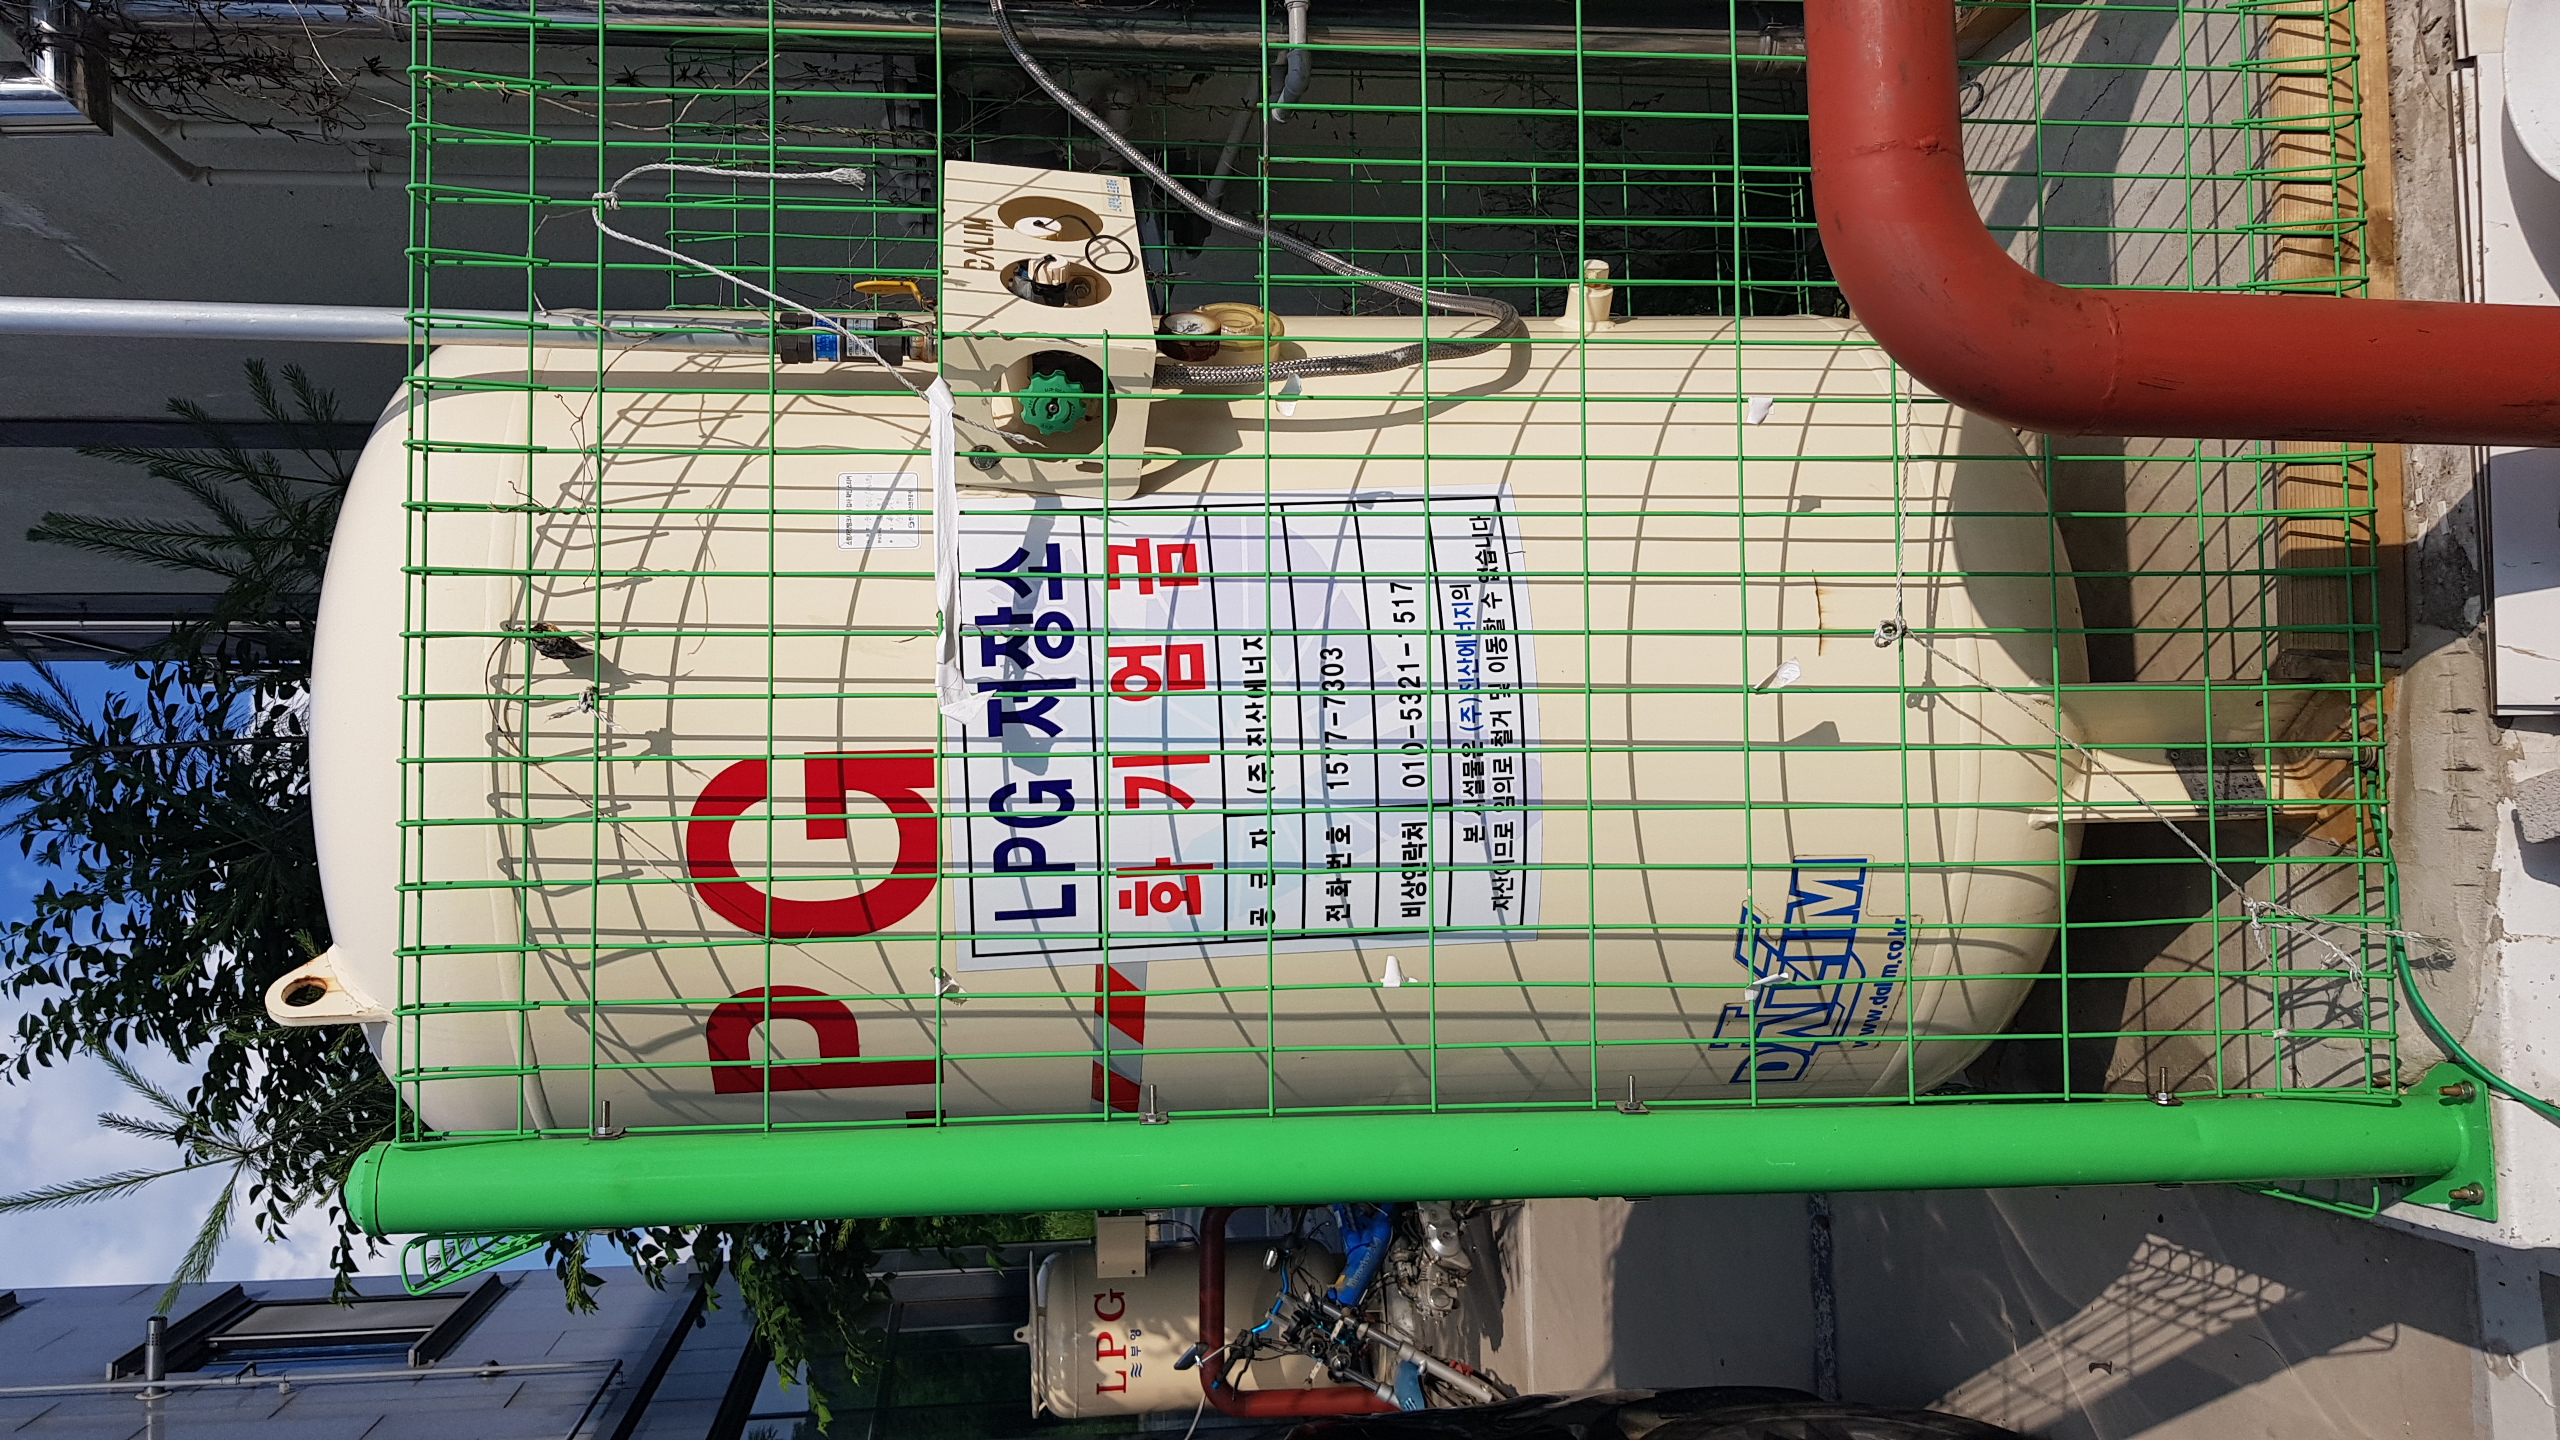 PG
LPG 저장소
화기엄금
공급자 (주)진산에너지
전화번호 1577-7303
비상연락처 010-5321-1517
본 시설물은 (주)진산에너지의
자산이므로 임의로 철거 및 이동할 수 없습니다
DALIM
LPG
부영
DALIM
www.dalim.co.kr